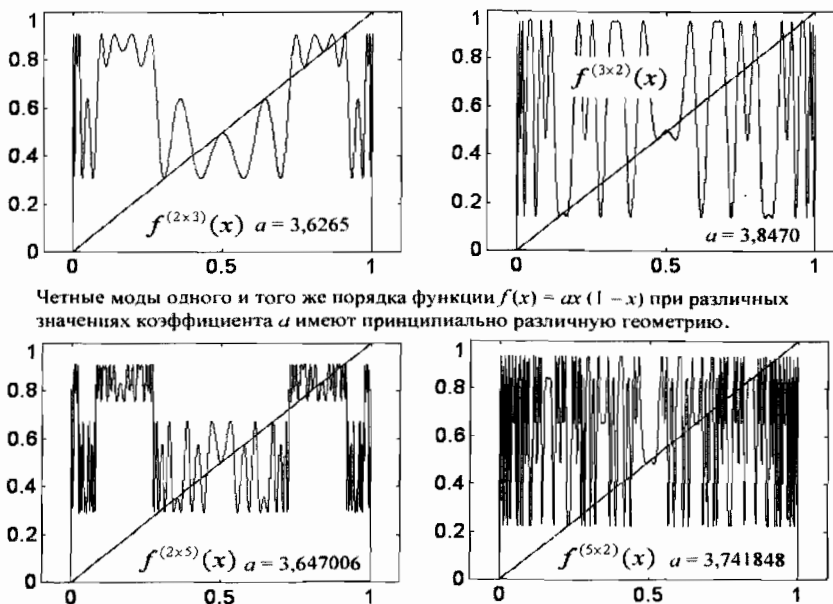 1
0.8
0.6
0.4
0.2
0
f^(2×3)(x) a = 3,6265
0 0.5 1
1
0.8
0.6
0.4
0.2
0
f^(3×2)(x)
a = 3,8470
0 0.5 1
Четные моды одного и того же порядка функции f(x) = ax (1 − x) при различных
значениях коэффициента a имеют принципиально различную геометрию.
1
0.8
0.6
0.4
0.2
0
f^(2×5)(x) a = 3,647006
0 0.5 1
1
0.8
0.6
0.4
0.2
0
f^(5×2)(x) a = 3,741848
0 0.5 1